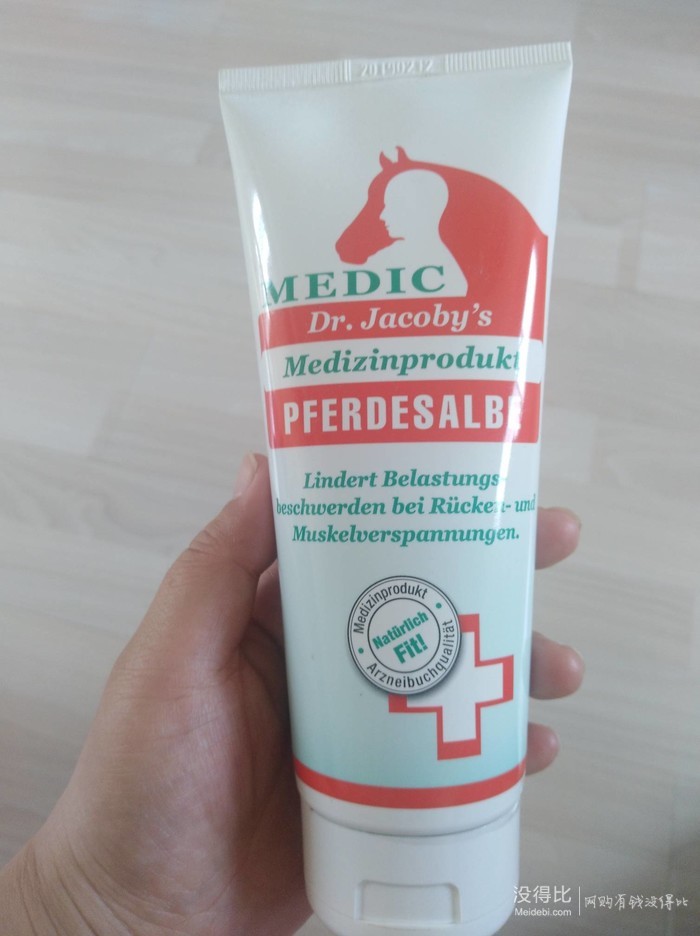 20190212
MEDIC
Dr. Jacoby's
Medizinprodukt
PFERDESALBE
Lindert Belastungs-
beschwerden bei Rücken- und
Muskelverspannungen.
Medizinprodukt
Natürlich
Fit!
Arzneibuchqualität
没得比
Meidebi.com
网购有钱没得比